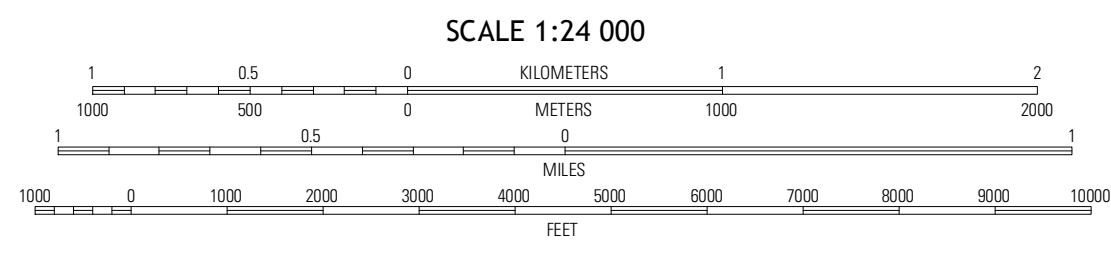 SCALE 1:24 000
1 0.5 0 KILOMETERS 1 2
1000 500 0 METERS 1000 2000
1 0.5 0 1
MILES
1000 0 1000 2000 3000 4000 5000 6000 7000 8000 9000 10000
FEET